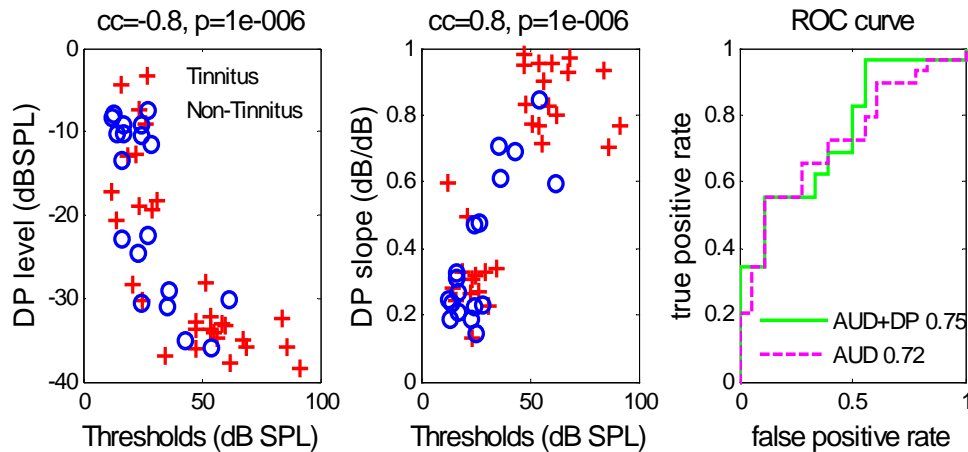 cc=-0.8, p=1e-006
DP level (dBSPL)
0
-10
-20
-30
-40
0 50 100
Thresholds (dB SPL)
Tinnitus
Non-Tinnitus
cc=0.8, p=1e-006
DP slope (dB/dB)
1
0.8
0.6
0.4
0.2
0
0 50 100
Thresholds (dB SPL)
ROC curve
true positive rate
1
0.8
0.6
0.4
0.2
0
0 0.5 1
false positive rate
AUD+DP 0.75
AUD 0.72